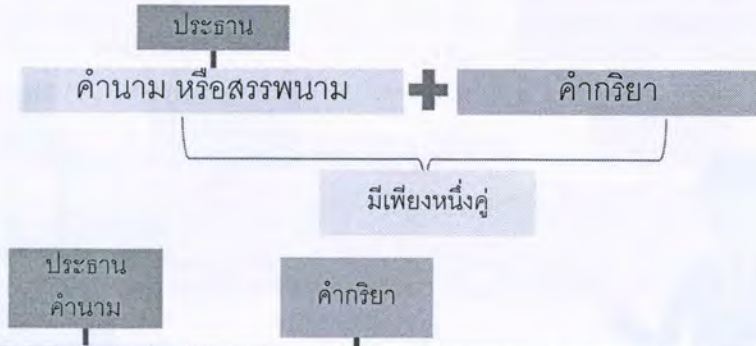 ประธาน
คำนาม หรือสรรพนาม + คำกริยา
มีเพียงหนึ่งคู่
ประธาน คำกริยา
คำนาม